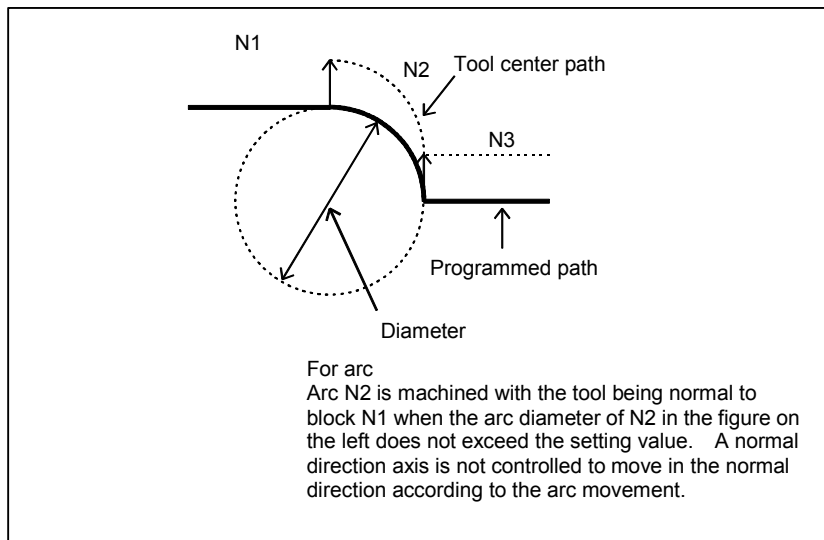 N1
N2
Tool center path
N3
Programmed path
Diameter
For arc
Arc N2 is machined with the tool being normal to
block N1 when the arc diameter of N2 in the figure on
the left does not exceed the setting value. A normal
direction axis is not controlled to move in the normal
direction according to the arc movement.